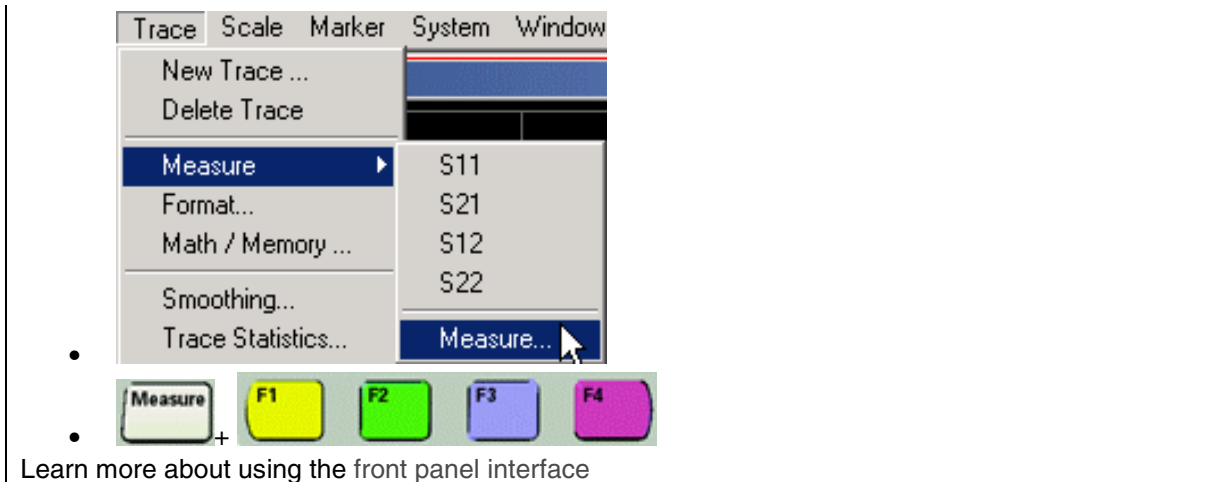 Trace Scale Marker System Window
New Trace ...
Delete Trace
Measure
Format...
Math / Memory ...
Smoothing...
Trace Statistics...
S11
S21
S12
S22
Measure...
Measure + F1 F2 F3 F4
Learn more about using the front panel interface